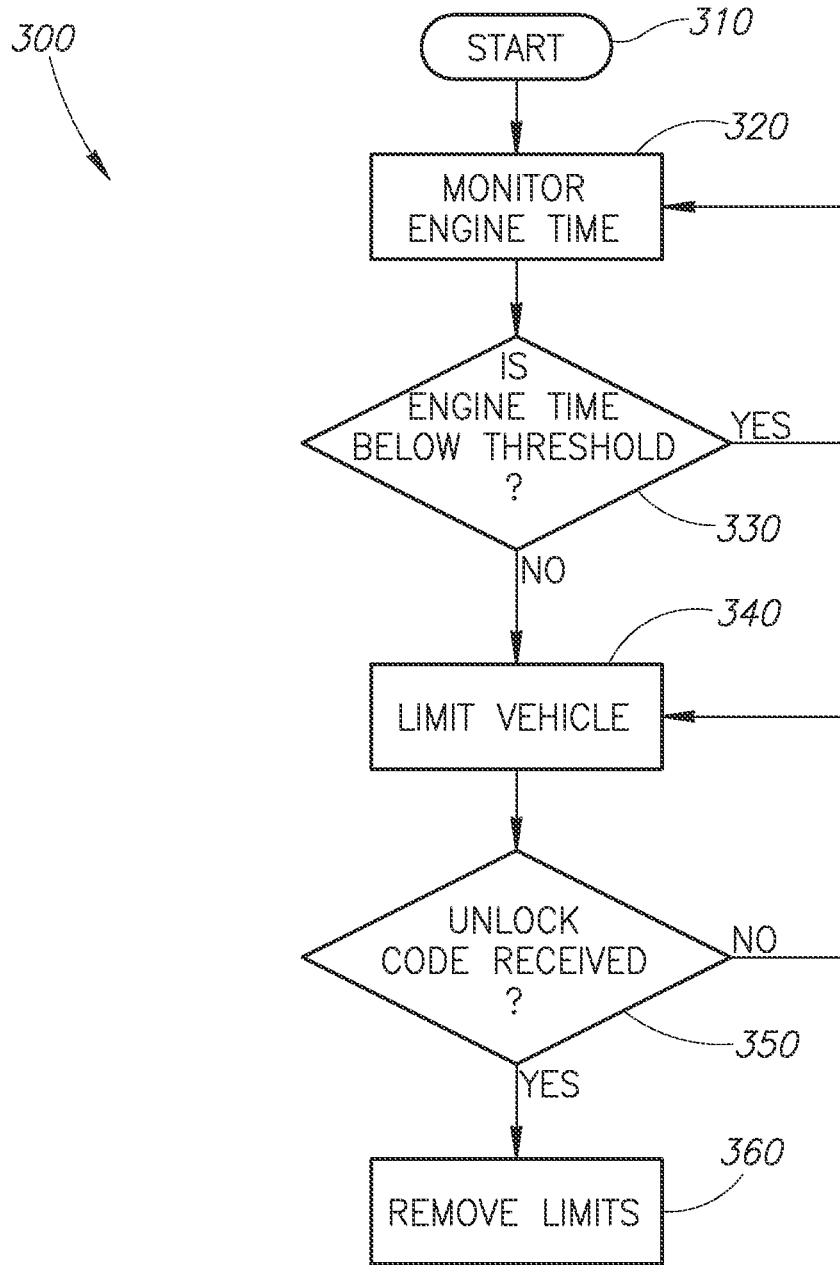 300
START
310
320
MONITOR
ENGINE TIME
IS
ENGINE TIME
BELOW THRESHOLD
?
YES
330
NO
340
LIMIT VEHICLE
UNLOCK
CODE RECEIVED
?
NO
350
YES
360
REMOVE LIMITS